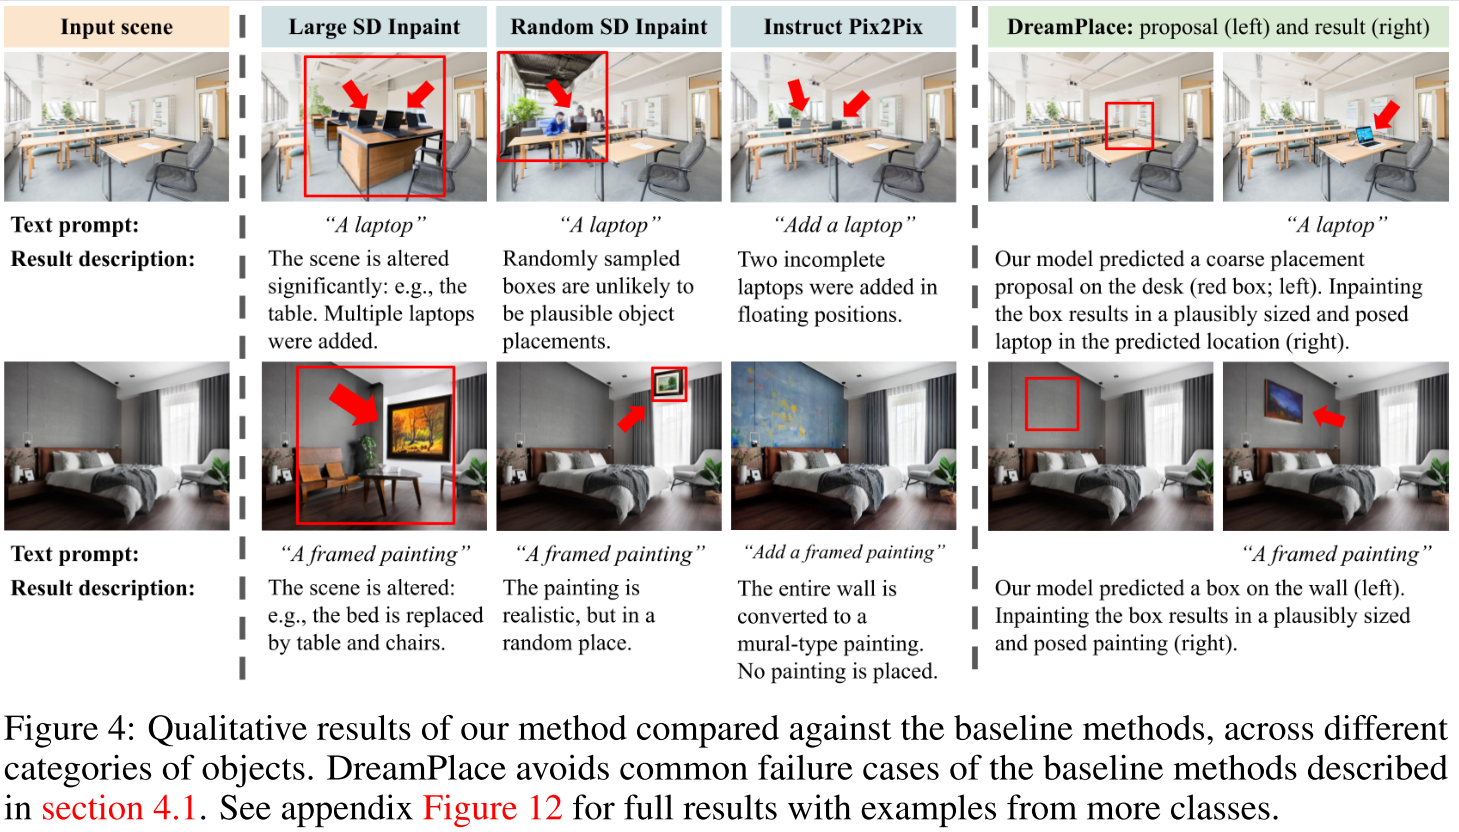 Input scene
Large SD Inpaint
Random SD Inpaint
Instruct Pix2Pix
DreamPlace: proposal (left) and result (right)
Text prompt:
“A laptop”
“A laptop”
“Add a laptop”
“A laptop”
Result description:
The scene is altered
significantly: e.g., the
table. Multiple laptops
were added.
Randomly sampled
boxes are unlikely to
be plausible object
placements.
Two incomplete
laptops were added in
floating positions.
Our model predicted a coarse placement
proposal on the desk (red box; left). Inpainting
the box results in a plausibly sized and posed
laptop in the predicted location (right).
Text prompt:
“A framed painting”
“A framed painting”
“Add a framed painting”
“A framed painting”
Result description:
The scene is altered:
e.g., the bed is replaced
by table and chairs.
The painting is
realistic, but in a
random place.
The entire wall is
converted to a
mural-type painting.
No painting is placed.
Our model predicted a box on the wall (left).
Inpainting the box results in a plausibly sized
and posed painting (right).
Figure 4: Qualitative results of our method compared against the baseline methods, across different
categories of objects. DreamPlace avoids common failure cases of the baseline methods described
in section 4.1. See appendix Figure 12 for full results with examples from more classes.